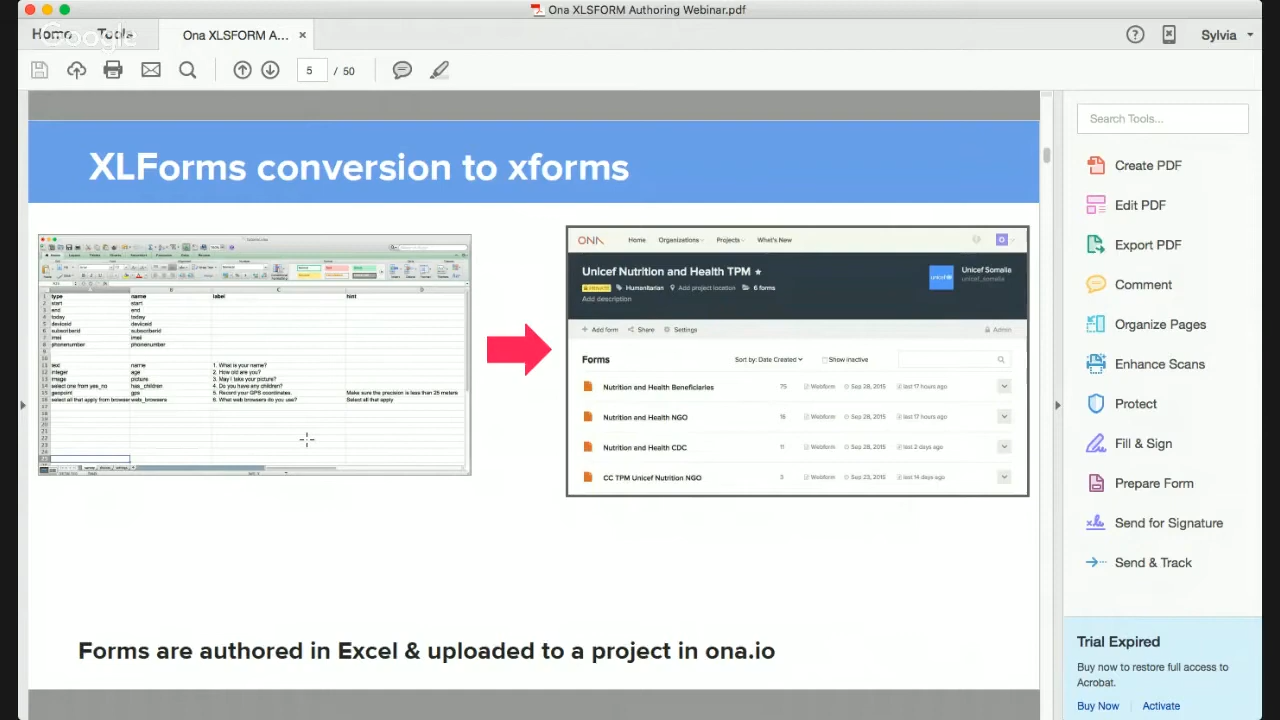 Ona XLSFORM Authoring Webinar.pdf
Home Tools Ona XLSFORM A... × Sylvia
Google
5 / 50
Search Tools...
Create PDF
Edit PDF
Export PDF
Comment
Organize Pages
Enhance Scans
Protect
Fill & Sign
Prepare Form
Send for Signature
Send & Track
Trial Expired
Buy now to restore full access to
Acrobat.
Buy Now Activate
XLForms conversion to xforms
type name label hint
start start
end end
today today
deviceid deviceid
subscriberid subscriberid
imei imei
phonenumber phonenumber
text name 1. What is your name?
integer age 2. How old are you?
image picture 3. May I take your picture?
select one from yes_no has_children 4. Do you have any children?
geopoint gps 5. Record your GPS coordinates. Make sure the precision is less than 25 meters
select all that apply from browser web_browsers 6. What web browsers do you use? Select all that apply
ONA Home Organizations Projects What's New
Unicef Nutrition and Health TPM ★ Unicef Somalia
unicef_somalia
Humanitarian Add project location 6 forms
Add description
Add form Share Settings Admin
Forms Sort by: Date Created Show inactive
Nutrition and Health Beneficiaries 75 Webform Sep 28, 2015 last 17 hours ago
Nutrition and Health NGO 16 Webform Sep 28, 2015 last 17 hours ago
Nutrition and Health CDC 11 Webform Sep 28, 2015 last 2 days ago
CC TPM Unicef Nutrition NGO 3 Webform Sep 23, 2015 last 14 days ago
Forms are authored in Excel & uploaded to a project in ona.io